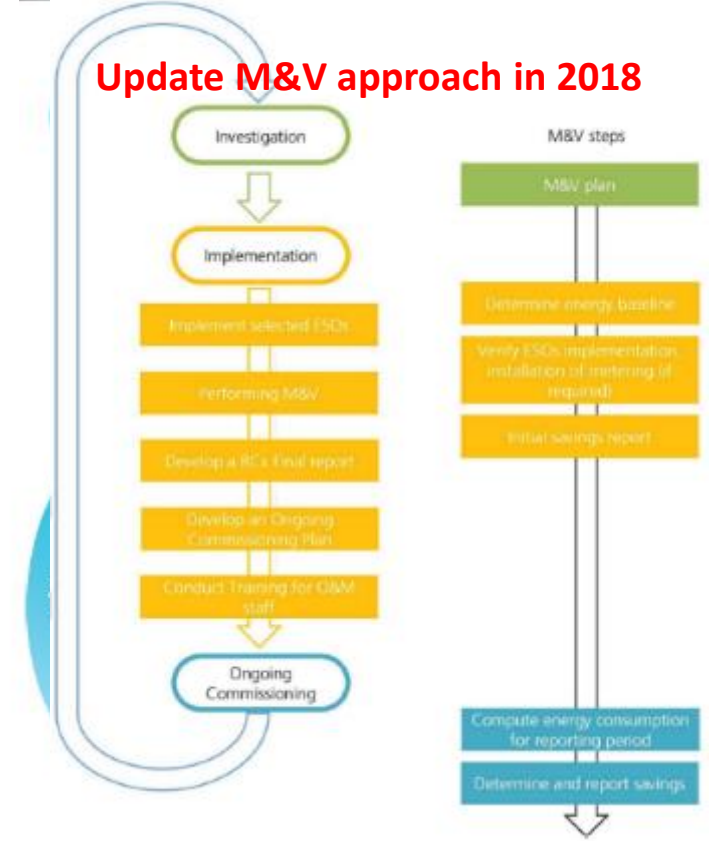 Update M&V approach in 2018
Investigation
Implementation
Implement selected ESOs
Performing M&V
Develop a RCx Final report
Develop an Ongoing
Commissioning Plan
Conduct Training for O&M
staff
Ongoing
Commissioning
M&V steps
M&V plan
Determine energy baseline
Verify ESOs implementation,
installation of metering (if
required)
Initial savings report
Compute energy consumption
for reporting period
Determine and report savings